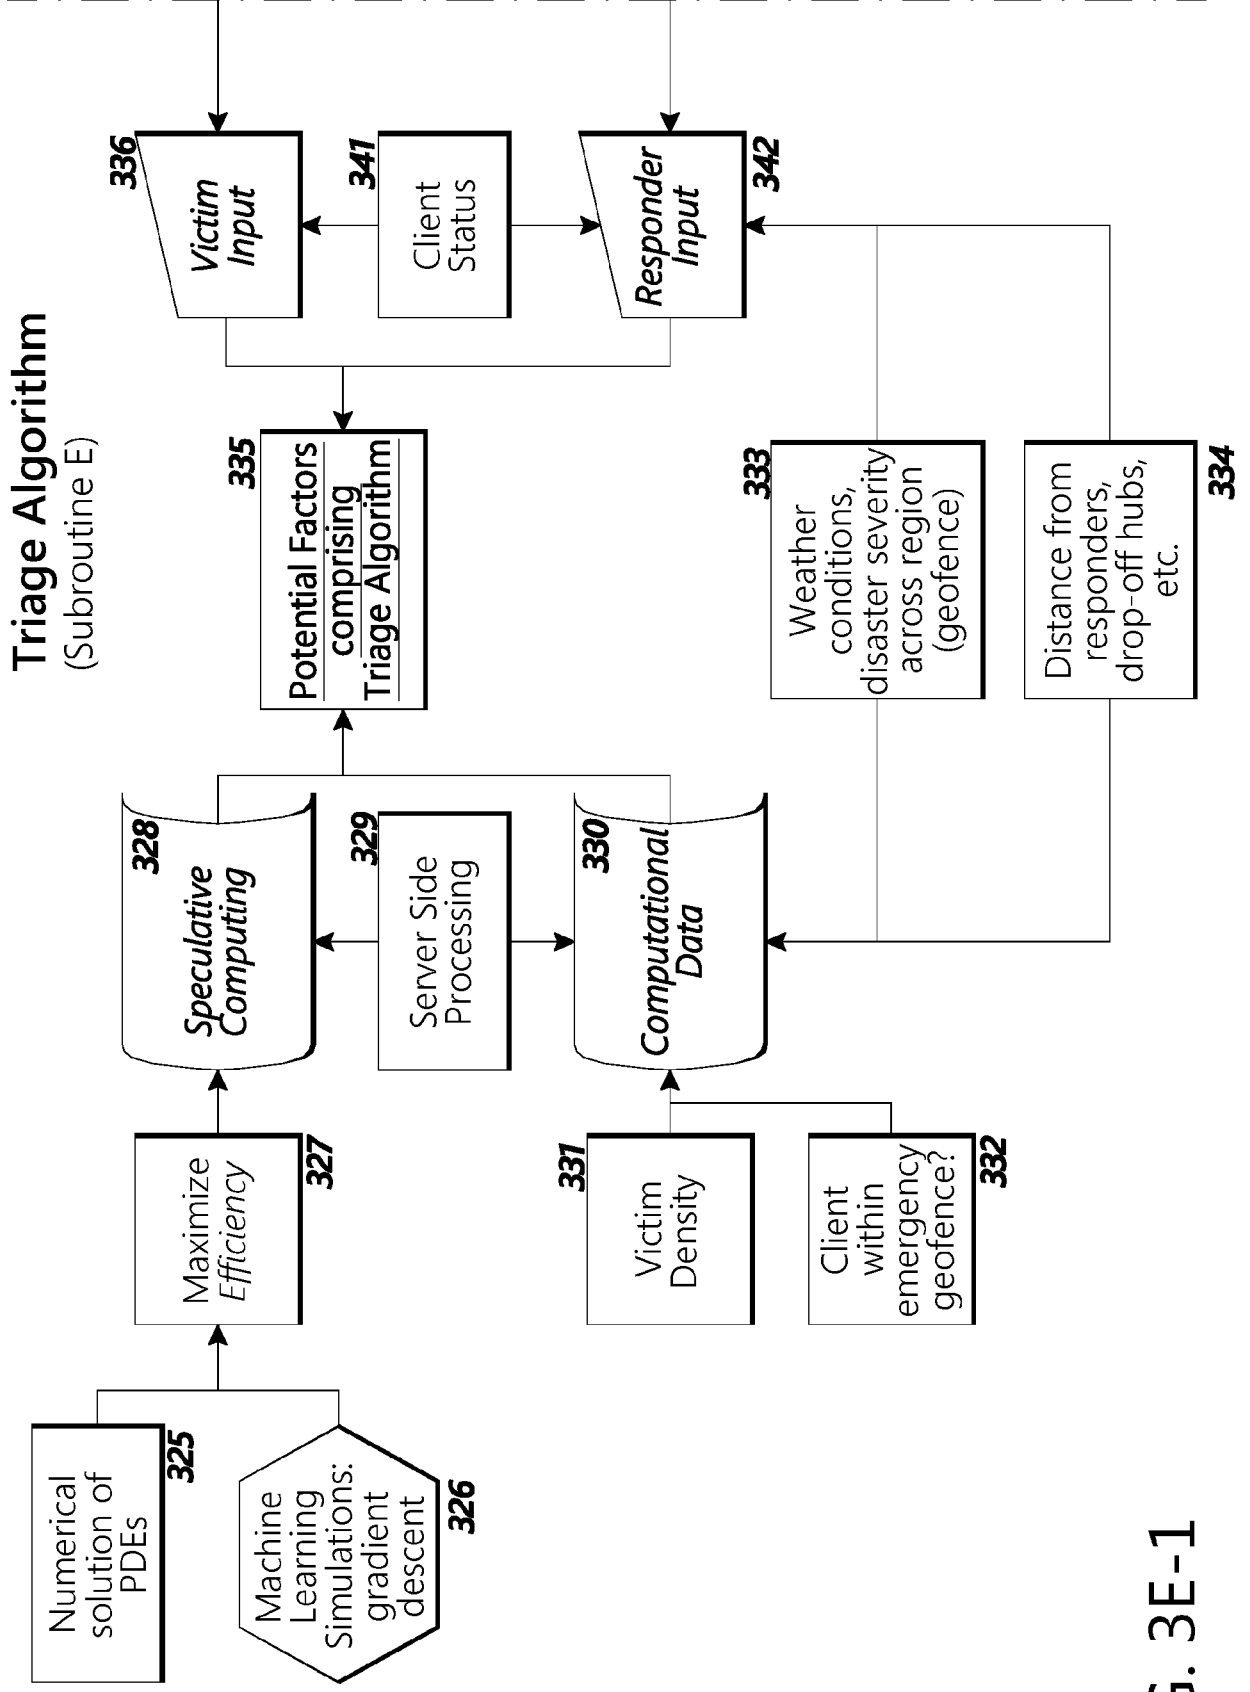 Triage Algorithm
(Subroutine E)
325
Numerical
solution of
PDEs
326
Machine
Learning
Simulations:
gradient
descent
327
Maximize
Efficiency
328
Speculative
Computing
329
Server Side
Processing
330
Computational
Data
331
Victim
Density
332
Client
within
emergency
geofence?
333
Weather
conditions,
disaster severity
across region
(geofence)
334
Distance from
responders,
drop-off hubs,
etc.
335
Potential Factors
comprising
Triage Algorithm
336
Victim
Input
341
Client
Status
342
Responder
Input
G. 3E-1